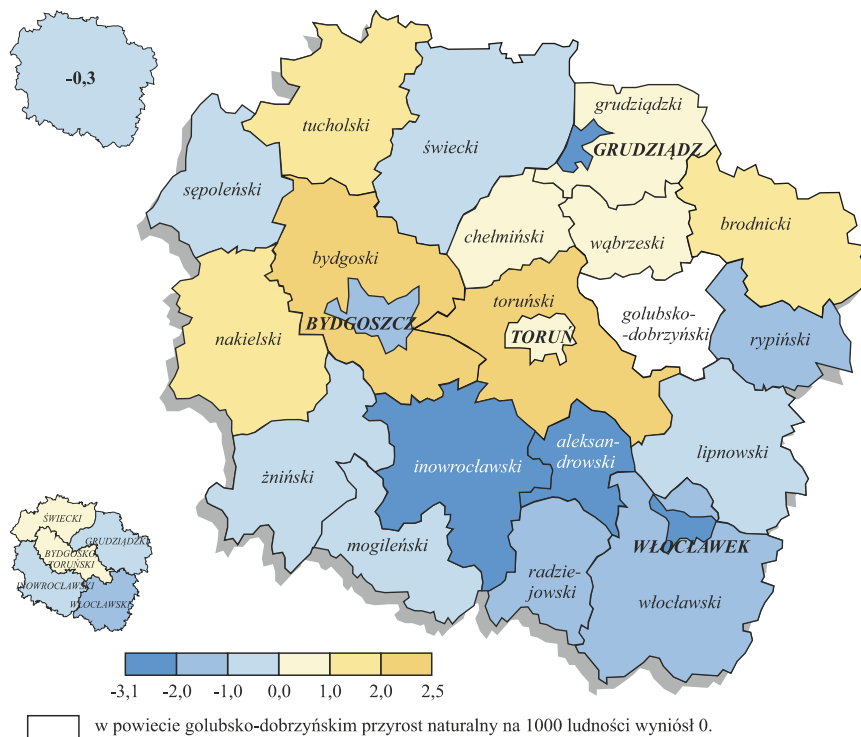 -0,3
tucholski
świecki
grudziądzki
GRUDZIĄDZ
sępoleński
chełmiński
wąbrzeski
brodnicki
bydgoski
BYDGOSZCZ
toruński
TORUŃ
golubsko-
-dobrzyński
rypiński
nakielski
żniński
inowrocławski
aleksan-
drowski
lipnowski
mogileński
radzie-
jowski
WŁOCŁAWEK
włocławski
ŚWIECKI
GRUDZIĄDZKI
BYDGOSKO-
TORUŃSKI
INOWROCŁAWSKI
WŁOCŁAWSKI
-3,1 -2,0 -1,0 0,0 1,0 2,0 2,5
w powiecie golubsko-dobrzyńskim przyrost naturalny na 1000 ludności wyniósł 0.